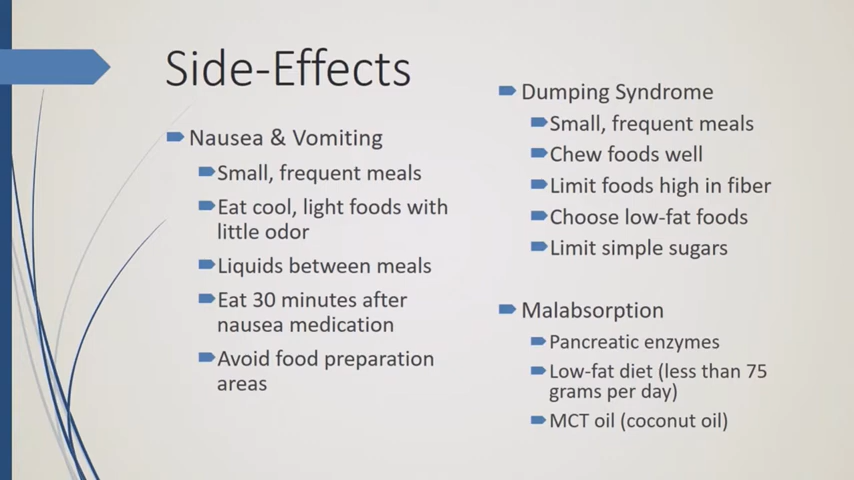 Side-Effects
Nausea & Vomiting
Small, frequent meals
Eat cool, light foods with
little odor
Liquids between meals
Eat 30 minutes after
nausea medication
Avoid food preparation
areas
Dumping Syndrome
Small, frequent meals
Chew foods well
Limit foods high in fiber
Choose low-fat foods
Limit simple sugars
Malabsorption
Pancreatic enzymes
Low-fat diet (less than 75
grams per day)
MCT oil (coconut oil)